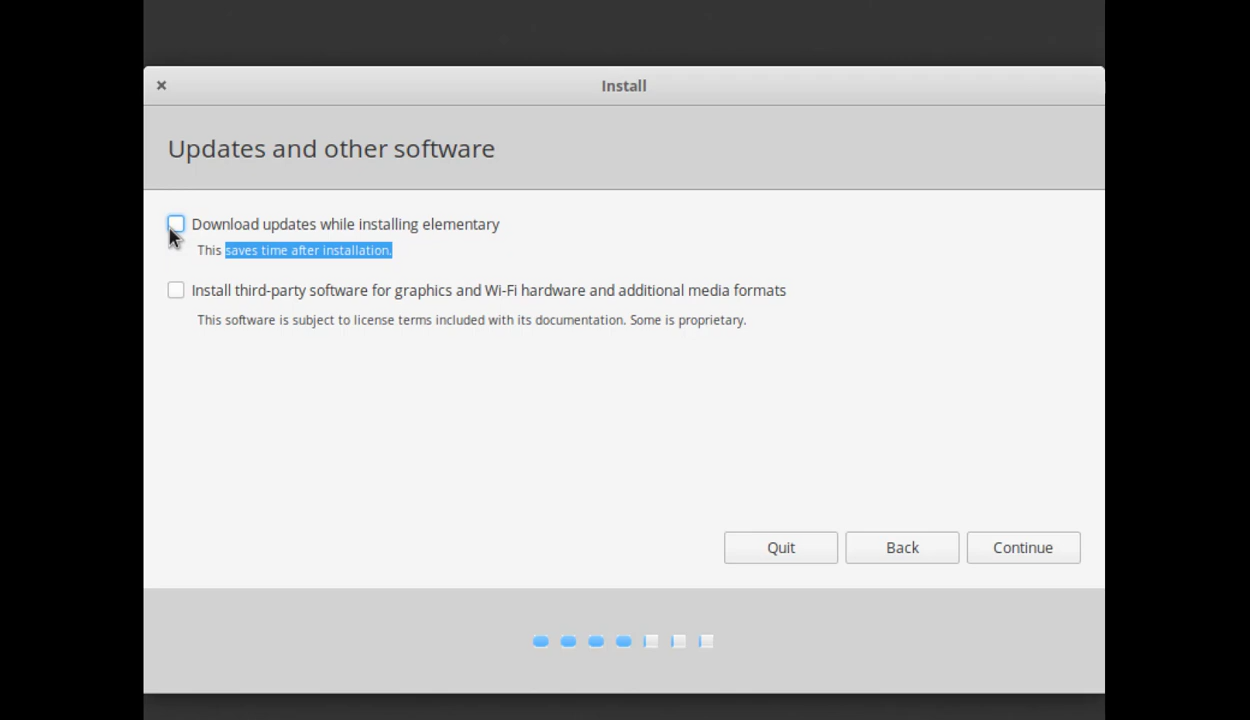 Install
Updates and other software
Download updates while installing elementary
This saves time after installation.
Install third-party software for graphics and Wi-Fi hardware and additional media formats
This software is subject to license terms included with its documentation. Some is proprietary.
Quit Back Continue